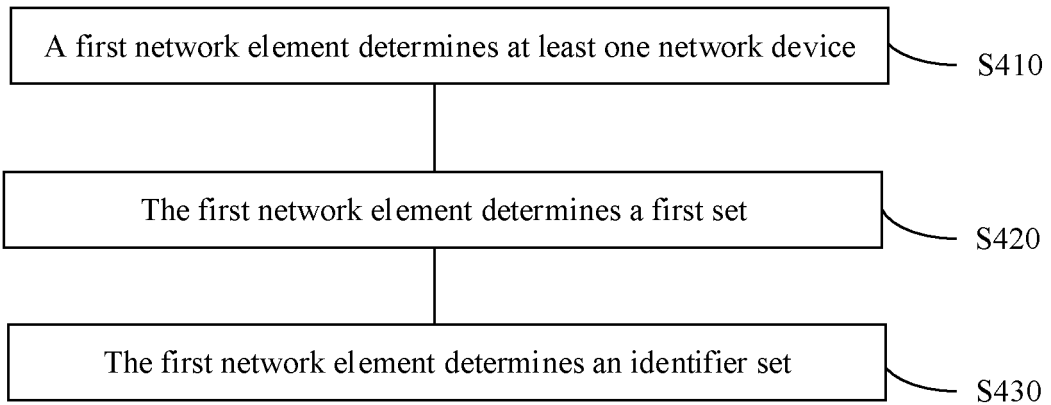 A first network element determines at least one network device
S410
The first network element determines a first set
S420
The first network element determines an identifier set
S430